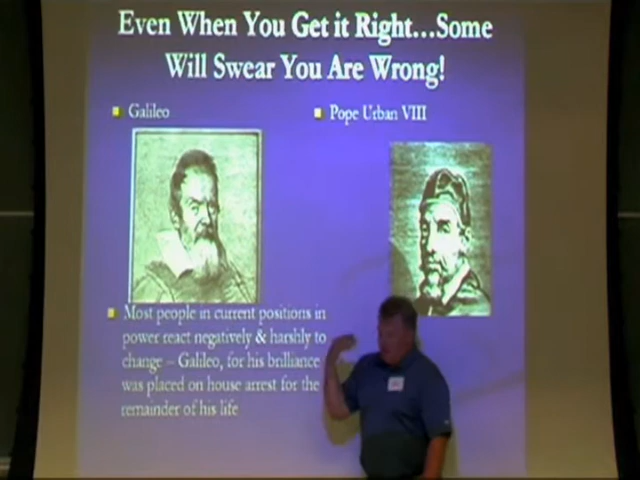 Even When You Get it Right...Some
Will Swear You Are Wrong!
Galileo
Pope Urban VIII
Most people in current positions in
power react negatively & harshly to
change – Galileo, for his brilliance
was placed on house arrest for the
remainder of his life